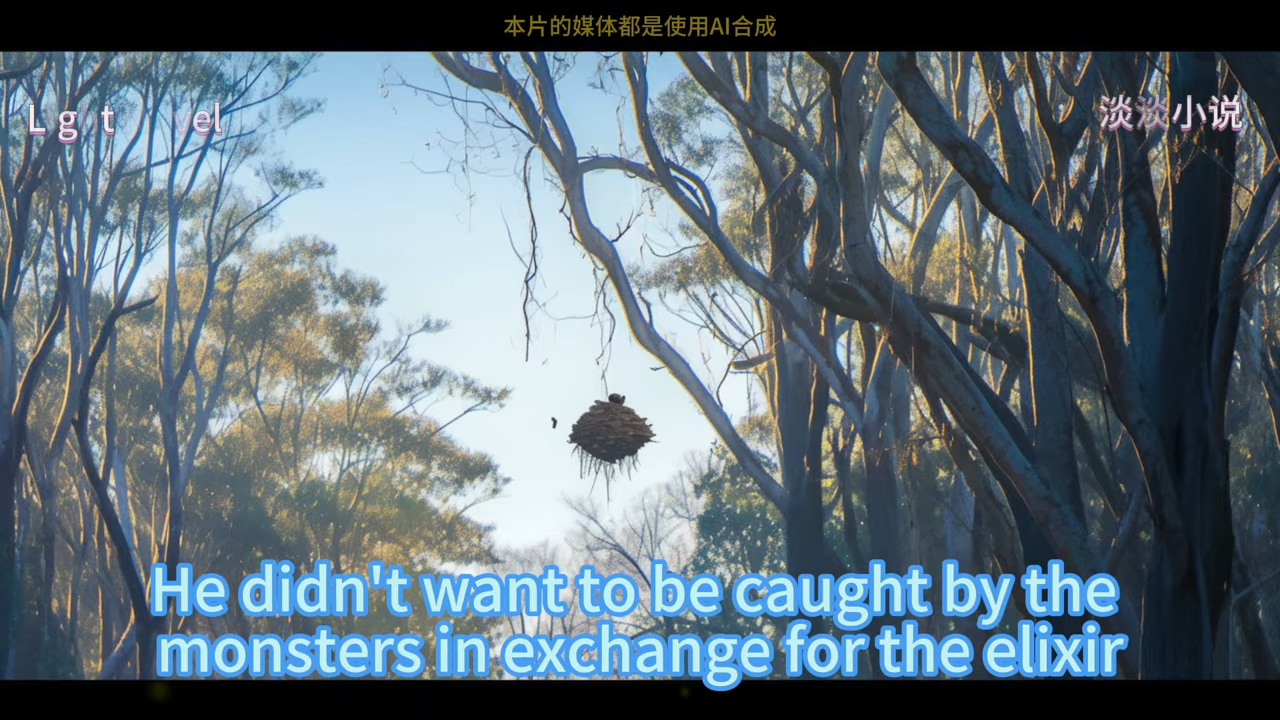 本片的媒体都是使用AI合成
淡淡小说
He didn't want to be caught by the
monsters in exchange for the elixir